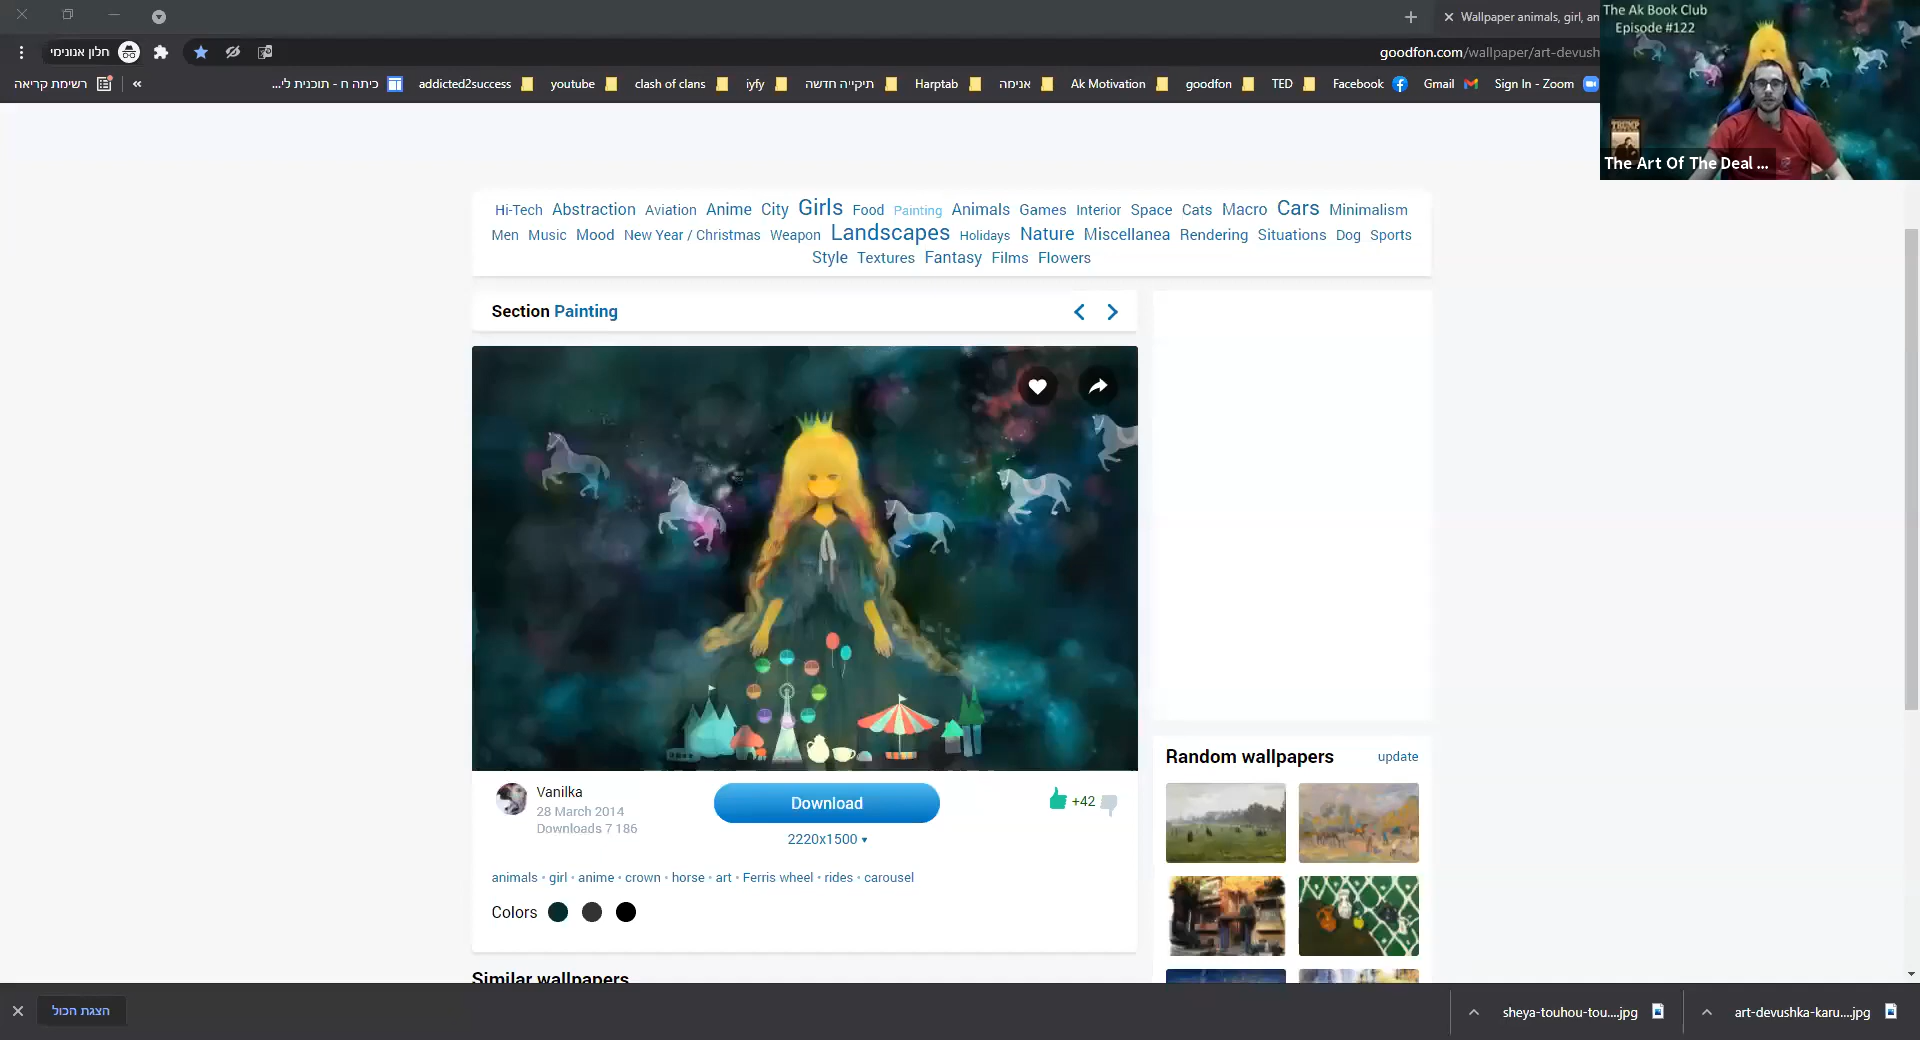 Wallpaper animals, girl, an
The Ak Book Club
Episode #122
חלון אנונימי
goodfon.com/wallpaper/art-devush
רשימת קריאה
»
כיתה ח - תוכנית לי...
addicted2success
youtube
clash of clans
iyfy
תיקייה חדשה
Harptab
אנימה
Ak Motivation
goodfon
TED
Facebook
Gmail
Sign In - Zoom
TRUMP
The Art Of The Deal ...
Hi-Tech Abstraction Aviation Anime City Girls Food Painting Animals Games Interior Space Cats Macro Cars Minimalism
Men Music Mood New Year / Christmas Weapon Landscapes Holidays Nature Miscellanea Rendering Situations Dog Sports
Style Textures Fantasy Films Flowers
Section Painting
Vanilka
28 March 2014
Downloads 7 186
Download
2220x1500
+42
animals • girl • anime • crown • horse • art • Ferris wheel • rides • carousel
Colors
Random wallpapers
update
Similar wallpapers
הצגת הכול
sheya-touhou-tou....jpg
art-devushka-karu....jpg